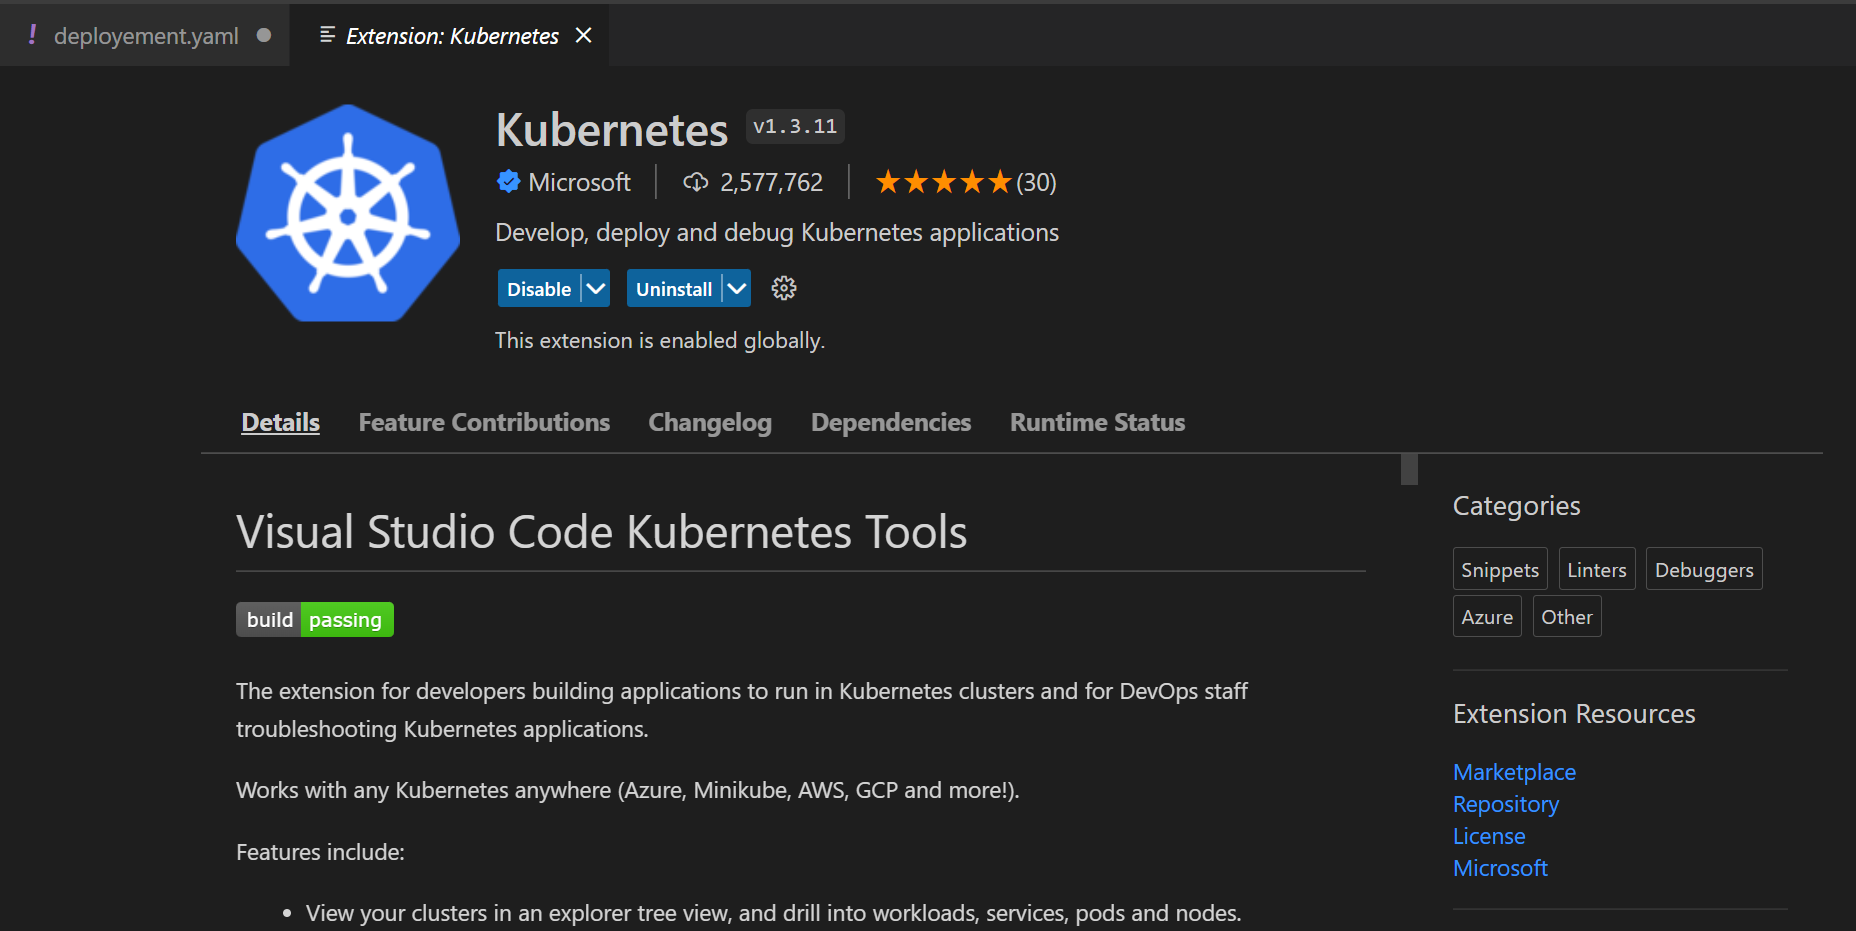 ! deployement.yaml
Extension: Kubernetes
Kubernetes v1.3.11
Microsoft 2,577,762 (30)
Develop, deploy and debug Kubernetes applications
Disable Uninstall
This extension is enabled globally.
Details Feature Contributions Changelog Dependencies Runtime Status
Visual Studio Code Kubernetes Tools
build passing
The extension for developers building applications to run in Kubernetes clusters and for DevOps staff
troubleshooting Kubernetes applications.
Works with any Kubernetes anywhere (Azure, Minikube, AWS, GCP and more!).
Features include:
• View your clusters in an explorer tree view, and drill into workloads, services, pods and nodes.
Categories
Snippets Linters Debuggers
Azure Other
Extension Resources
Marketplace
Repository
License
Microsoft